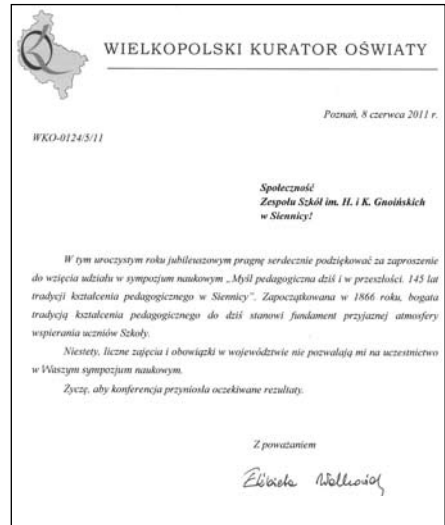 WIELKOPOLSKI KURATOR OŚWIATY
Poznań, 8 czerwca 2011 r.
WKO-0124/5/11
Społeczność
Zespołu Szkół im. H. i K. Gnoińskich
w Siennicy!
W tym uroczystym roku jubileuszowym pragnę serdecznie podziękować za zaproszenie
do wzięcia udziału w sympozjum naukowym „Myśl pedagogiczna dziś i w przeszłości. 145 lat
tradycji kształcenia pedagogicznego w Siennicy”. Zapoczątkowana w 1866 roku, bogata
tradycją kształcenia pedagogicznego do dziś stanowi fundament przyjaznej atmosfery
wspierania uczniów Szkoły.
Niestety, liczne zajęcia i obowiązki w województwie nie pozwalają mi na uczestnictwo
w Waszym sympozjum naukowym.
Życzę, aby konferencja przyniosła oczekiwane rezultaty.
Z poważaniem
Elżbieta Walkowiak